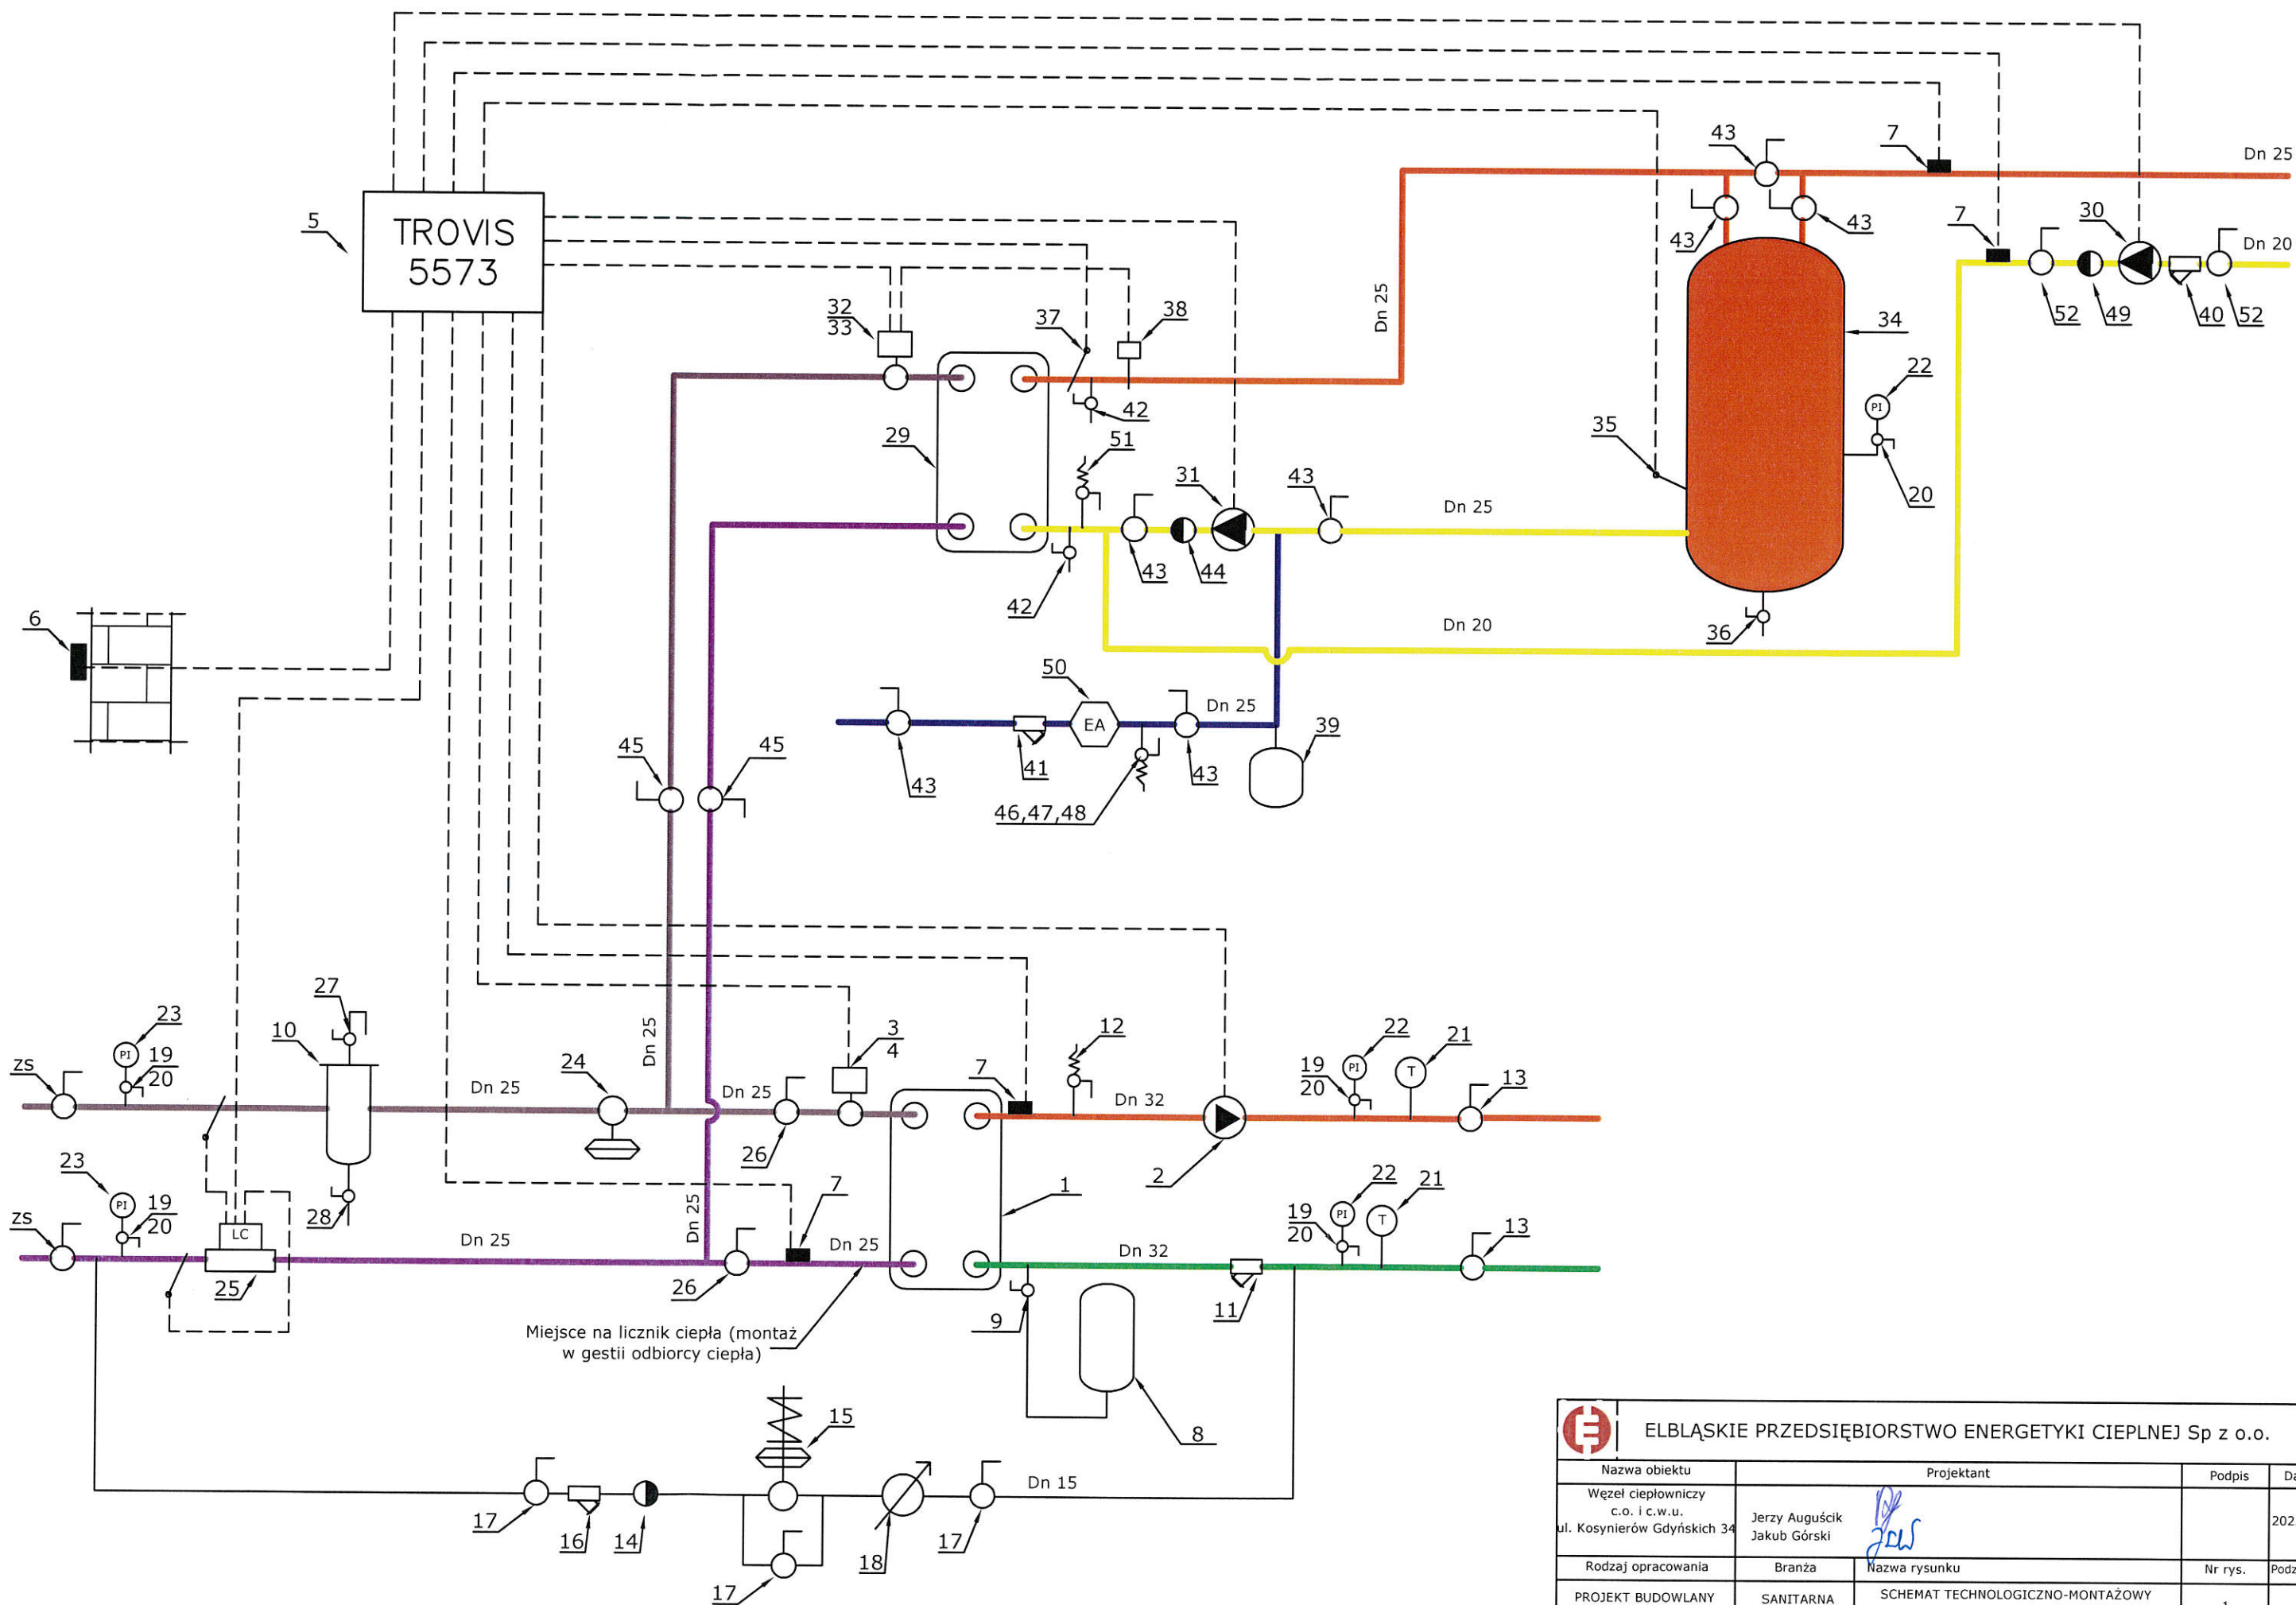 43
7
Dn 25
5
TROVIS
5573
43
43
7
30
Dn 20
52
49
40
52
32
33
37
38
Dn 25
34
22
PI
42
29
51
31
43
35
20
Dn 25
43
44
42
36
Dn 20
6
50
Dn 25
EA
39
45
45
43
41
43
46,47,48
27
23
10
PI
19
20
ZS
Dn 25
24
Dn 25
Dn 25
3
4
7
12
Dn 32
22
21
PI
T
19
20
13
26
2
23
PI
19
20
28
ZS
LC
Dn 25
Dn 25
7
Dn 25
1
22
21
PI
T
19
20
13
Dn 32
25
26
9
11
Miejsce na licznik ciepła (montaż
w gestii odbiorcy ciepła)
8
15
Dn 15
17
16
14
18
17
17
ELBLĄSKIE PRZEDSIĘBIORSTWO ENERGETYKI CIEPLNEJ Sp z o.o.
Nazwa obiektu
Projektant
Podpis
Węzeł ciepłowniczy
c.o. i c.w.u.
ul. Kosynierów Gdyńskich 34
Jerzy Auguścik
Jakub Górski
202
Rodzaj opracowania
Branża
Nazwa rysunku
Nr rys.
PROJEKT BUDOWLANY
SANITARNA
SCHEMAT TECHNOLOGICZNO-MONTAŻOWY